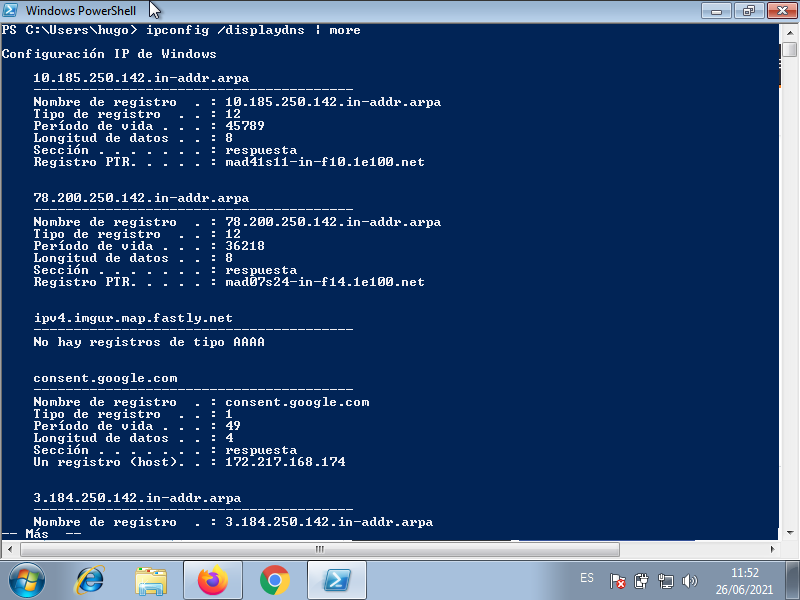 Windows PowerShell
PS C:\Users\hugo> ipconfig /displaydns | more
Configuración IP de Windows
10.185.250.142.in-addr.arpa
----------------------------------------
Nombre de registro . : 10.185.250.142.in-addr.arpa
Tipo de registro . . : 12
Período de vida . . . : 45789
Longitud de datos . . : 8
Sección . . . . . . . : respuesta
Registro PTR. . . . . : mad41s11-in-f10.1e100.net
78.200.250.142.in-addr.arpa
----------------------------------------
Nombre de registro . : 78.200.250.142.in-addr.arpa
Tipo de registro . . : 12
Período de vida . . . : 36218
Longitud de datos . . : 8
Sección . . . . . . . : respuesta
Registro PTR. . . . . : mad07s24-in-f14.1e100.net
ipv4.imgur.map.fastly.net
----------------------------------------
No hay registros de tipo AAAA
consent.google.com
----------------------------------------
Nombre de registro . : consent.google.com
Tipo de registro . . : 1
Período de vida . . . : 49
Longitud de datos . . : 4
Sección . . . . . . . : respuesta
Un registro (host). . : 172.217.168.174
3.184.250.142.in-addr.arpa
----------------------------------------
Nombre de registro . : 3.184.250.142.in-addr.arpa
-- Más --
ES
11:52
26/06/2021